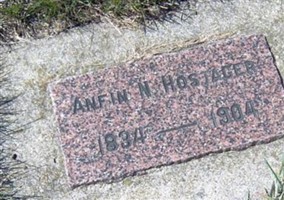 ANFIN N. HOSTAGER
1834 — 1904